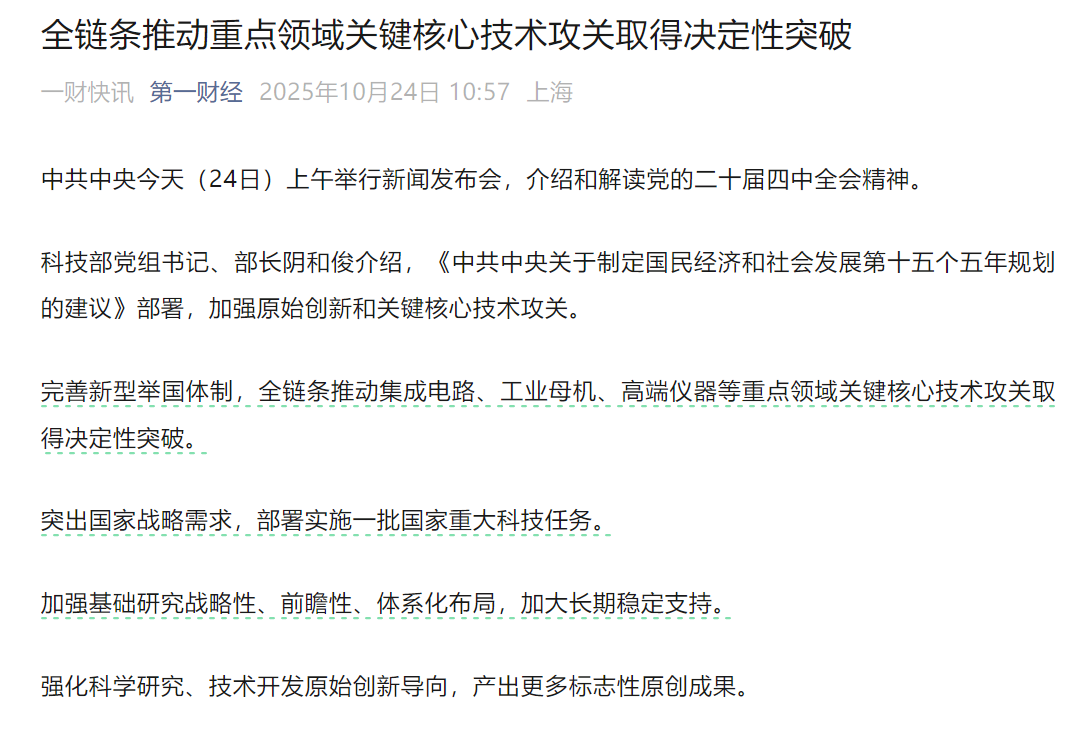 全链条推动重点领域关键核心技术攻关取得决定性突破
一财快讯 第一财经 2025年10月24日 10:57 上海
中共中央今天（24日）上午举行新闻发布会，介绍和解读党的二十届四中全会精神。
科技部党组书记、部长阴和俊介绍，《中共中央关于制定国民经济和社会发展第十五个五年规划
的建议》部署，加强原始创新和关键核心技术攻关。
完善新型举国体制，全链条推动集成电路、工业母机、高端仪器等重点领域关键核心技术攻关取
得决定性突破。
突出国家战略需求，部署实施一批国家重大科技任务。
加强基础研究战略性、前瞻性、体系化布局，加大长期稳定支持。
强化科学研究、技术开发原始创新导向，产出更多标志性原创成果。